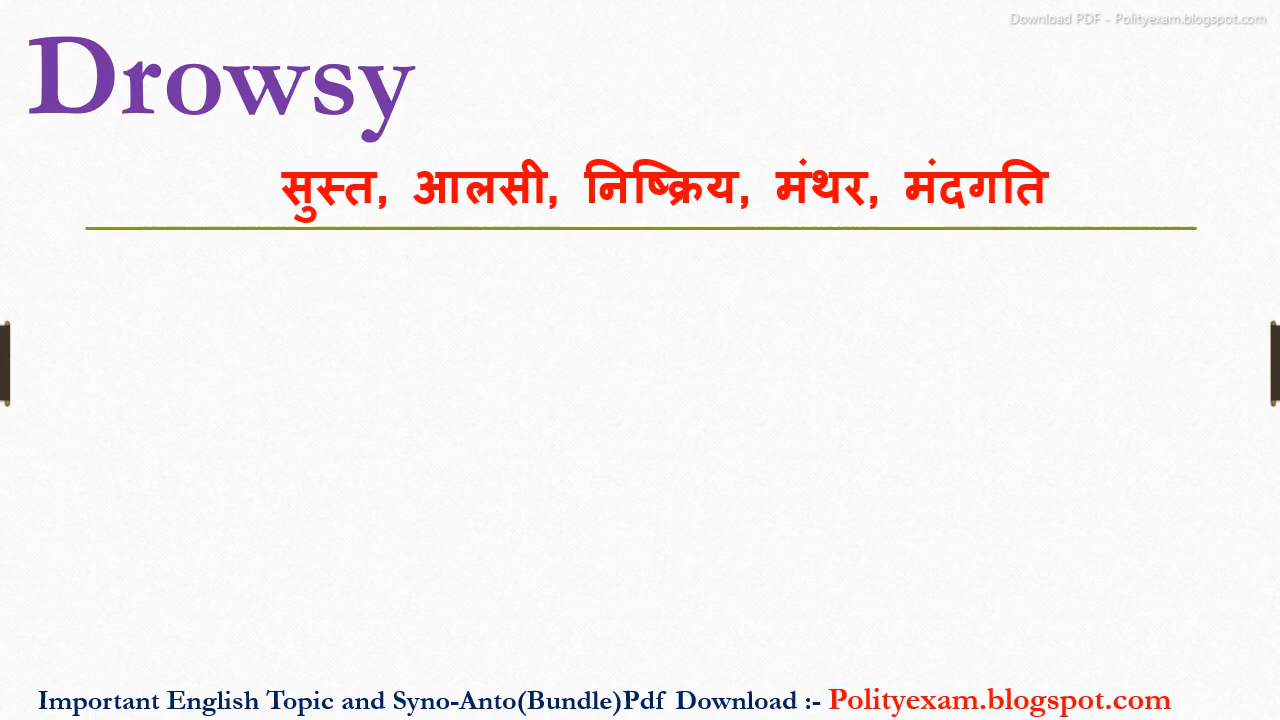 Download PDF - Polityexam.blogspot.com
Drowsy
सुस्त, आलसी, निष्क्रिय, मंथर, मंदगति
Important English Topic and Syno-Anto(Bundle)Pdf Download :- Polityexam.blogspot.com